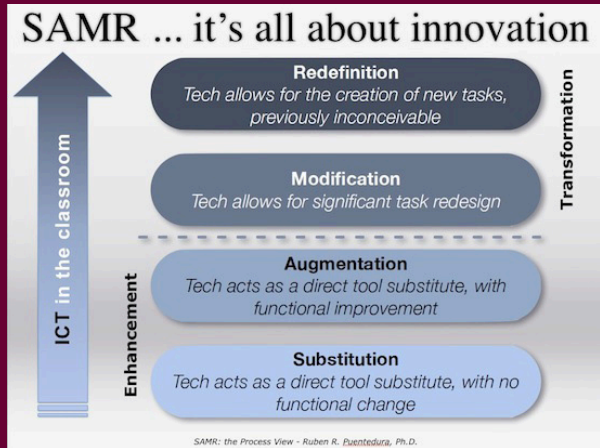 SAMR ... it's all about innovation
Redefinition
Tech allows for the creation of new tasks,
previously inconceivable
Modification
Tech allows for significant task redesign
Transformation
Augmentation
Tech acts as a direct tool substitute, with
functional improvement
Substitution
Tech acts as a direct tool substitute, with no
functional change
Enhancement
ICT in the classroom
SAMR: the Process View - Ruben R. Puentedura, Ph.D.